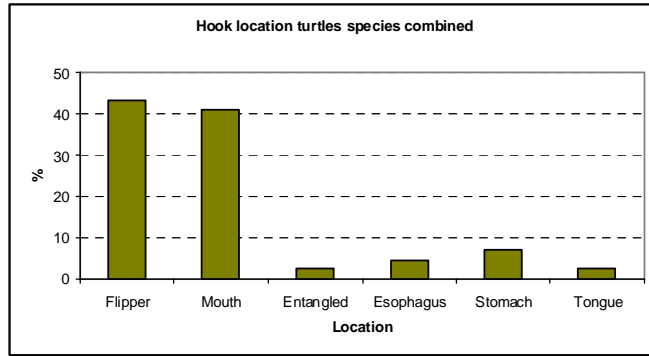 Hook location turtles species combined
50
40
30
20
10
0
%
Flipper Mouth Entangled Esophagus Stomach Tongue
Location